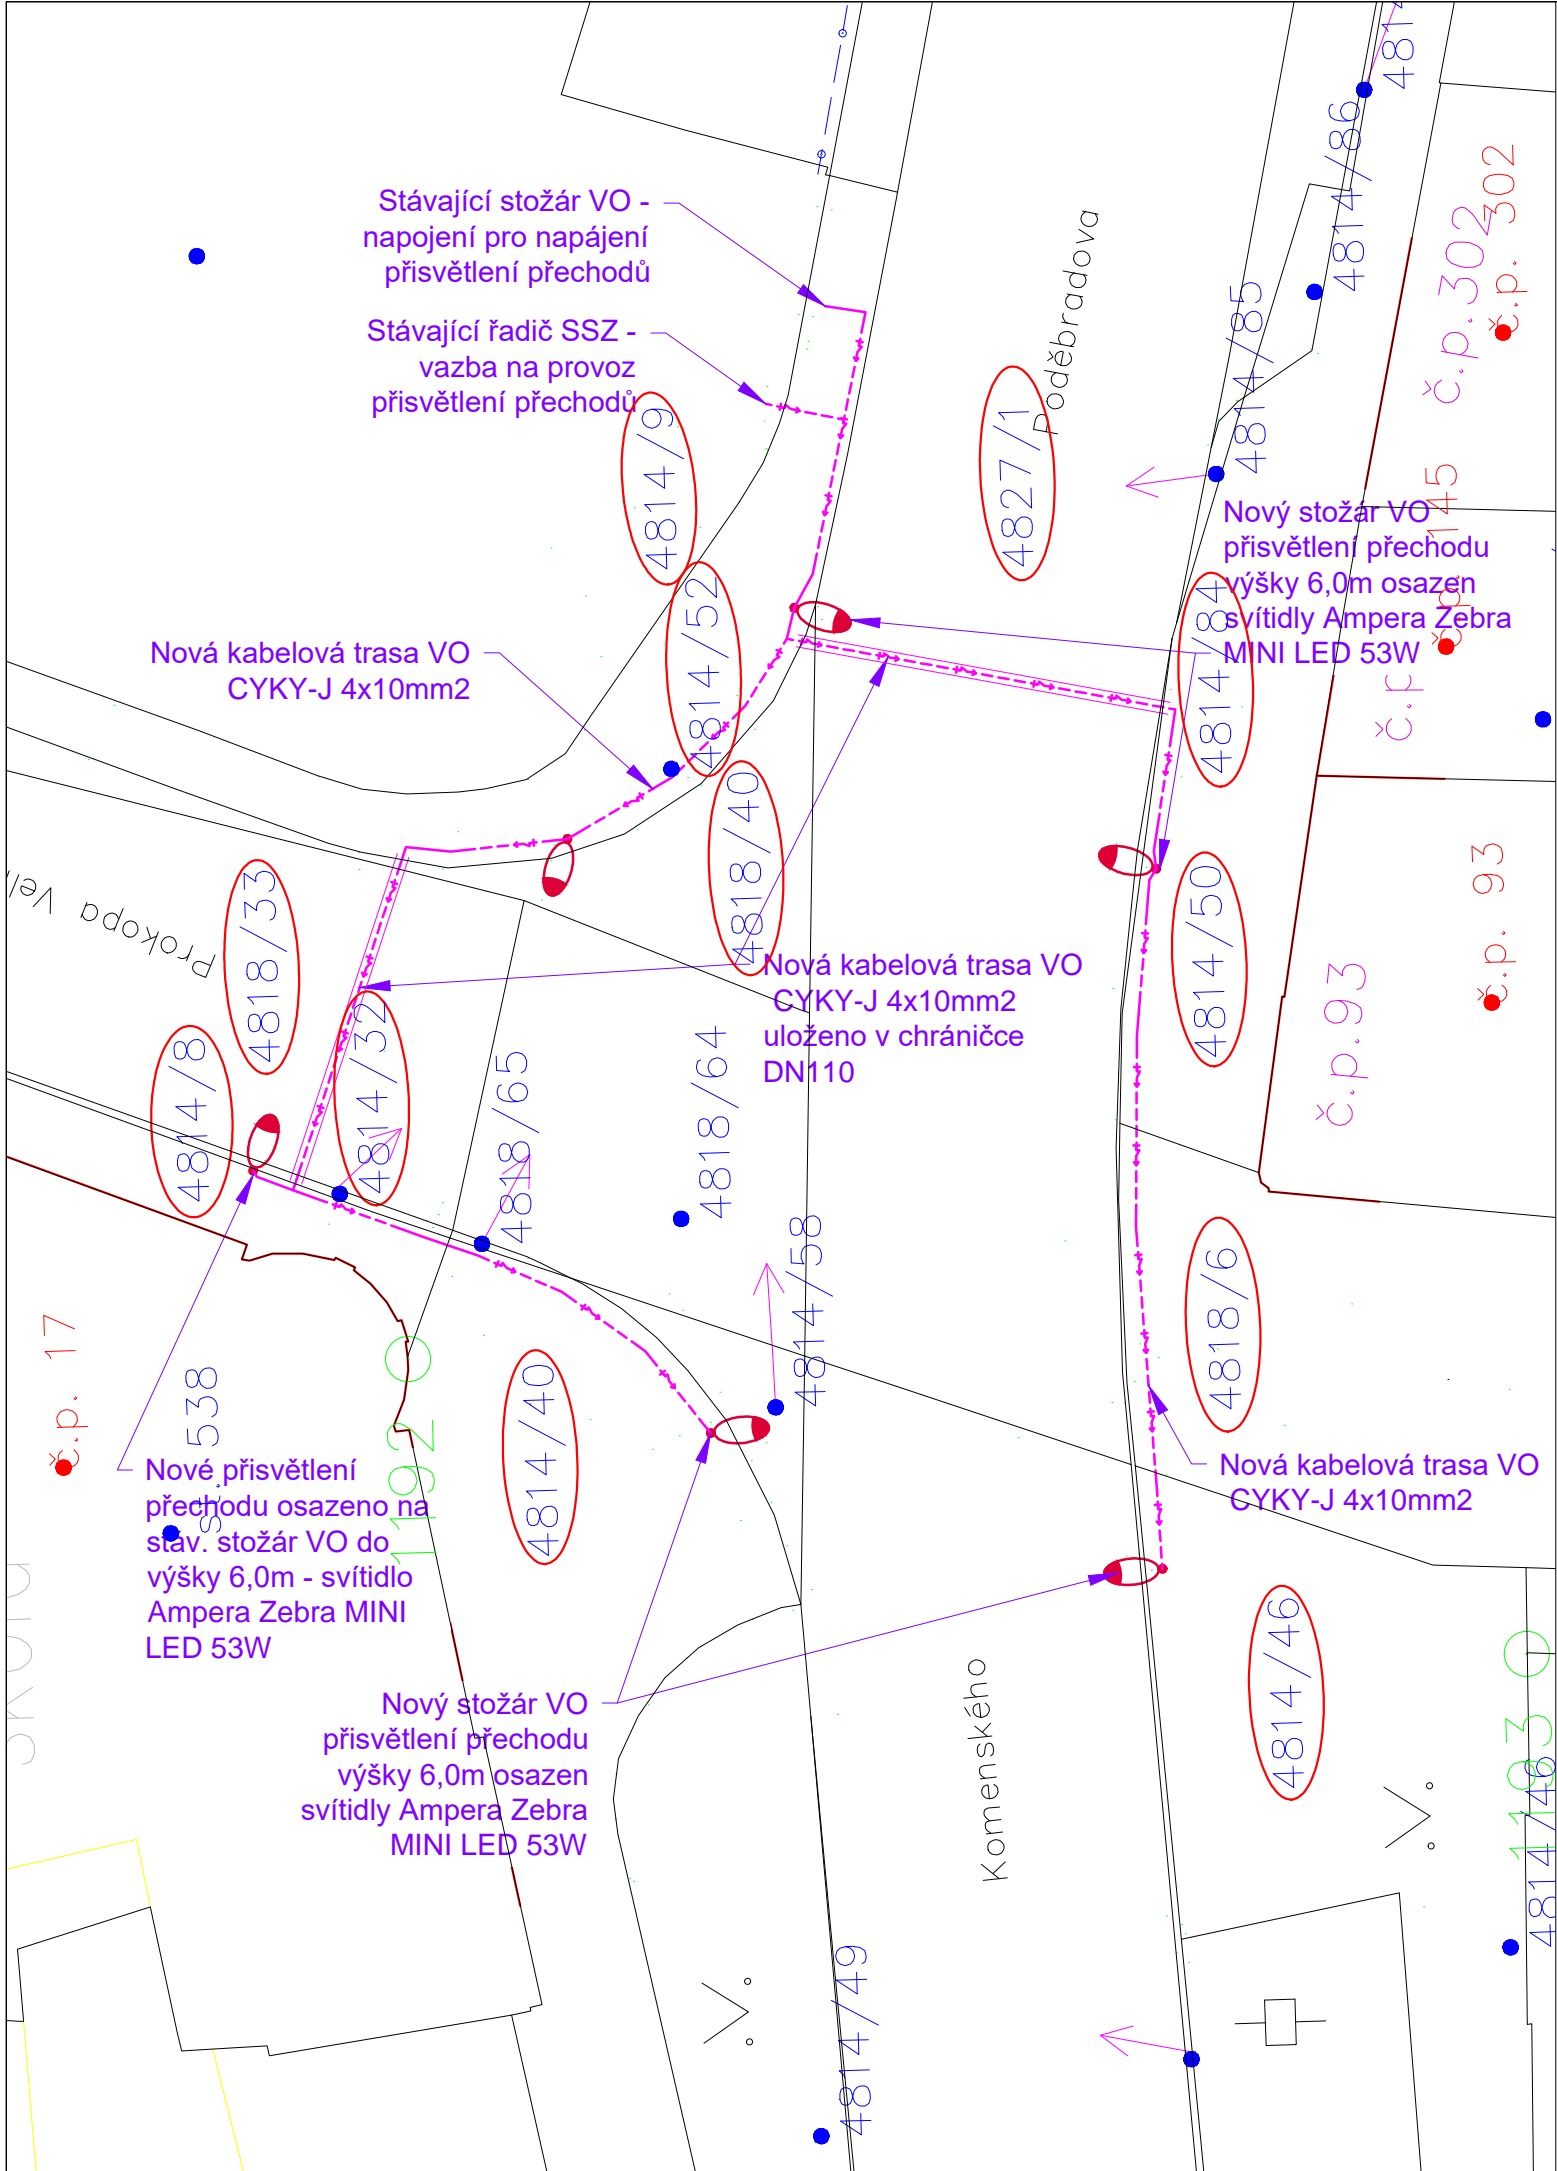 Stávající stožár VO -
napojení pro napájení
přisvětlení přechodů
Stávající řadič SSZ -
vazba na provoz
přisvětlení přechodů
Nová kabelová trasa VO
CYKY-J 4x10mm2
Nový stožár VO
přisvětlení přechodu
výšky 6,0m osazen
svítidly Ampera Zebra
MINI LED 53W
Nová kabelová trasa VO
CYKY-J 4x10mm2
uloženo v chráničce
DN110
Nové přisvětlení
přechodu osazeno na
stáv. stožár VO do
výšky 6,0m - svítidlo
Ampera Zebra MINI
LED 53W
Nová kabelová trasa VO
CYKY-J 4x10mm2
Nový stožár VO
přisvětlení přechodu
výšky 6,0m osazen
svítidly Ampera Zebra
MINI LED 53W
Poděbradova
Prokopa
Komenského
4814/9
4814/52
4827/1
4814/86
4814/85
4814/84
4818/40
4818/33
4814/8
4814/32
4818/65
4818/64
4814/58
4814/50
4818/6
4814/40
4814/46
4814/46
4814/49
č.p.302
č.p. 302
č.p. 145
č.p.93
č.p. 93
č.p. 17
st. 538
1192
1193